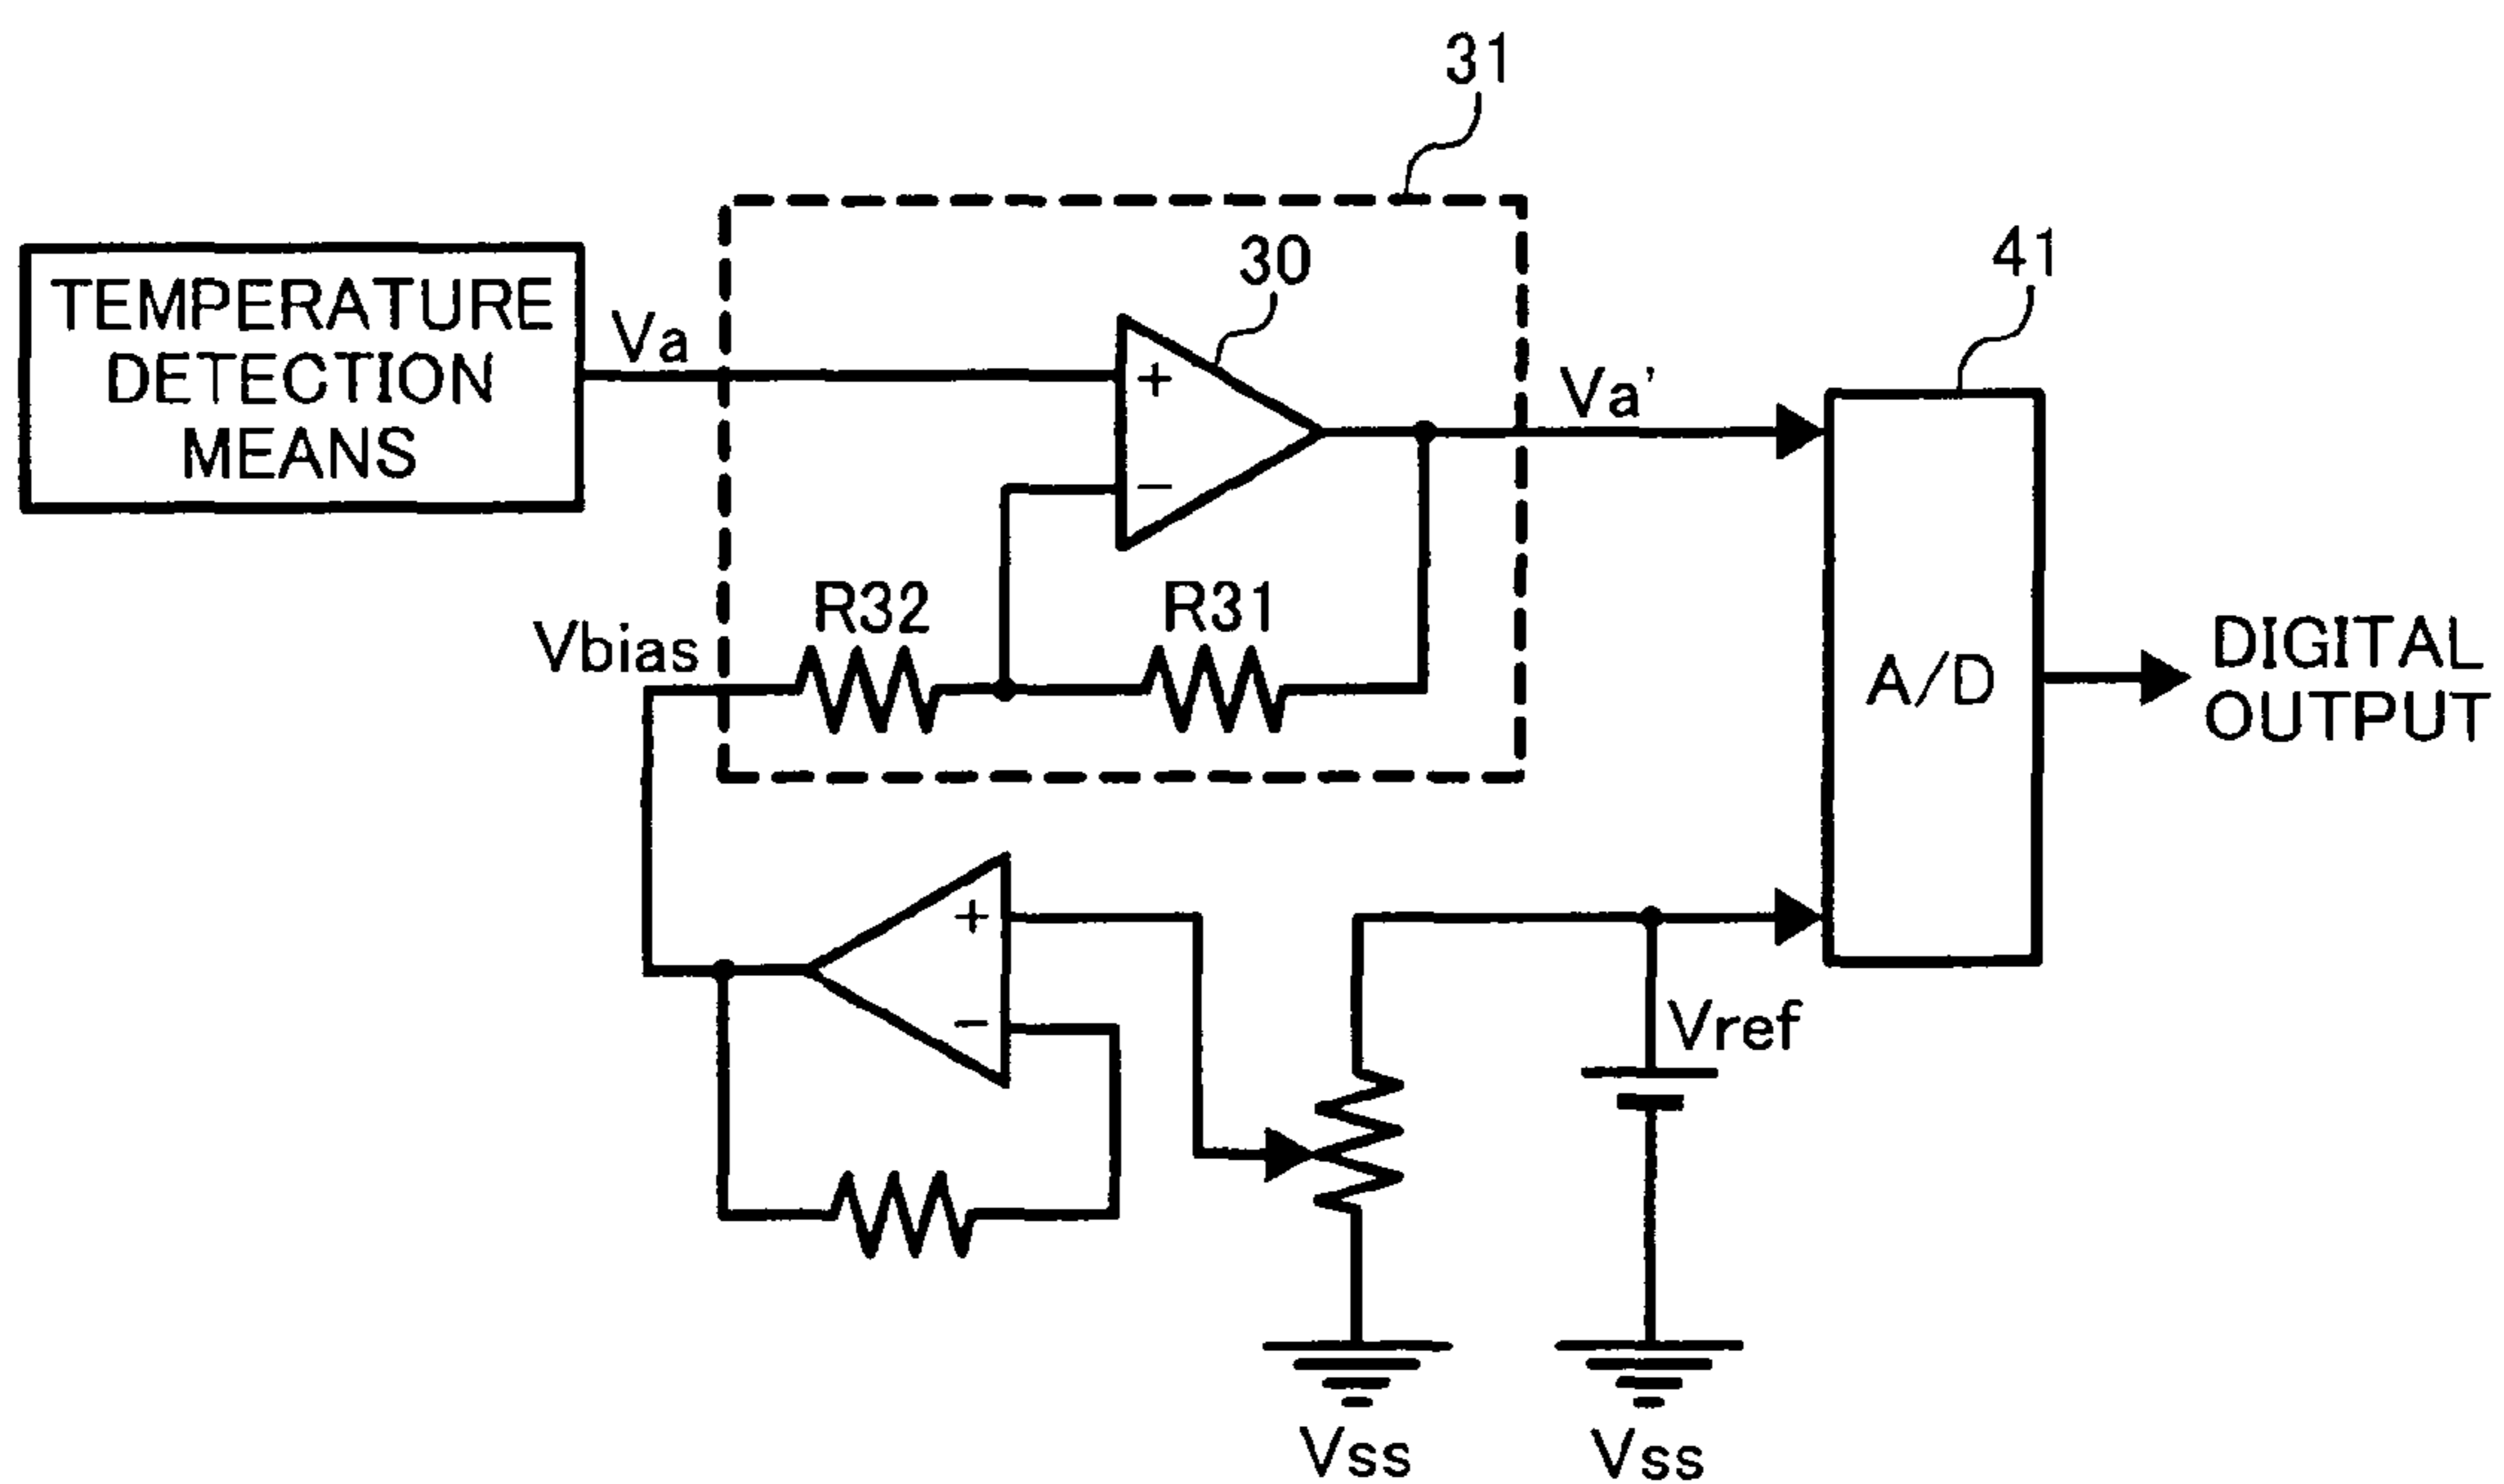 31
30
41
TEMPERATURE
DETECTION
MEANS
Va
+
−
Va'
R32
R31
Vbias
A/D
DIGITAL
OUTPUT
+
−
Vref
Vss
Vss